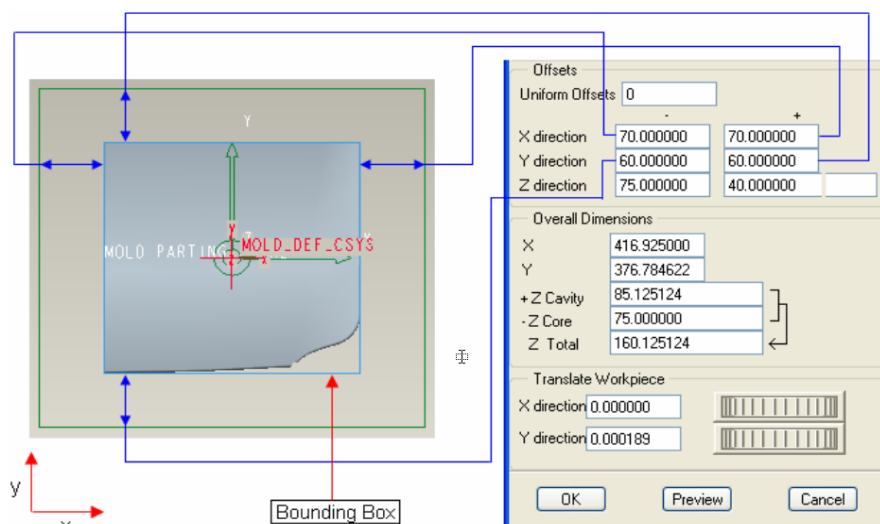 Offsets
Uniform Offsets 0
- +
X direction 70.000000 70.000000
Y direction 60.000000 60.000000
Z direction 75.000000 40.000000
Overall Dimensions
X 416.925000
Y 376.784622
+Z Cavity 85.125124
-Z Core 75.000000
Z Total 160.125124
Translate Workpiece
X direction 0.000000
Y direction 0.000189
OK Preview Cancel
Y
MOLD PARTING
MOLD_DEF_CSYS
X
Y
Z
x
y
x
Bounding Box